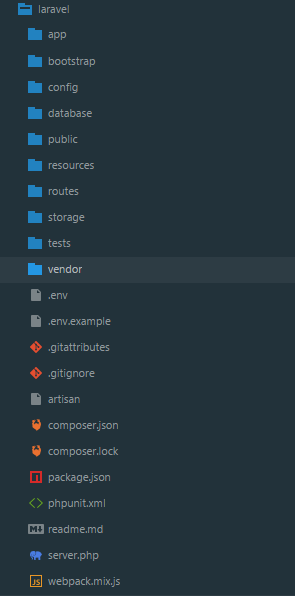 laravel
app
bootstrap
config
database
public
resources
routes
storage
tests
vendor
.env
.env.example
.gitattributes
.gitignore
artisan
composer.json
composer.lock
package.json
phpunit.xml
readme.md
server.php
webpack.mix.js